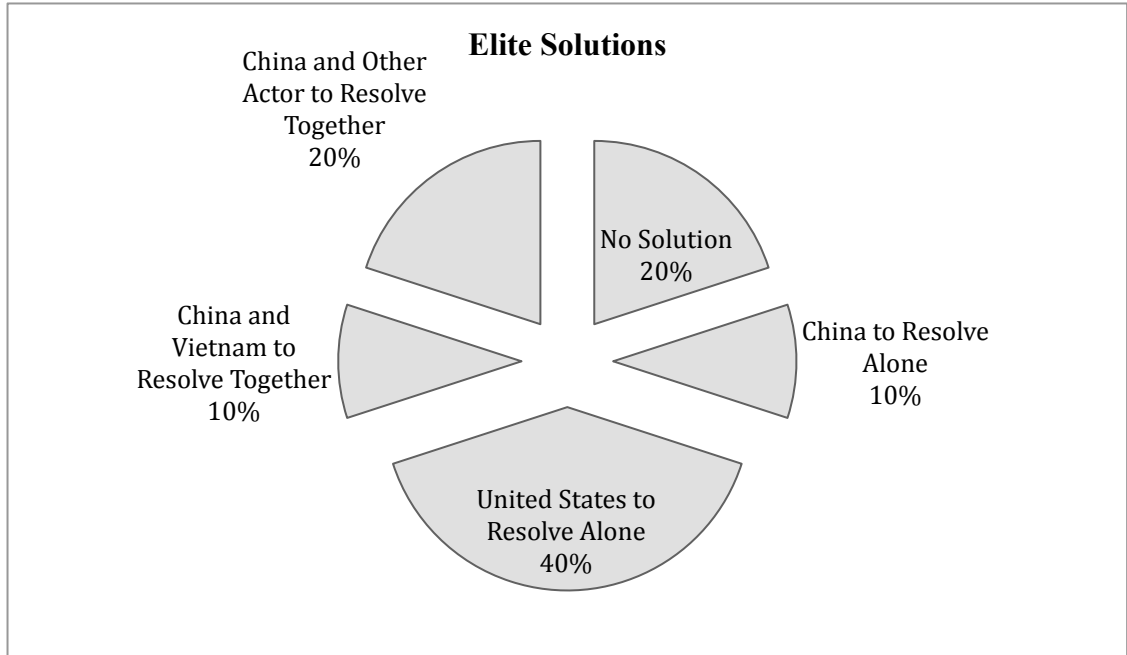 Elite Solutions
China and Other
Actor to Resolve
Together
20%
No Solution
20%
China to Resolve
Alone
10%
United States to
Resolve Alone
40%
China and
Vietnam to
Resolve Together
10%